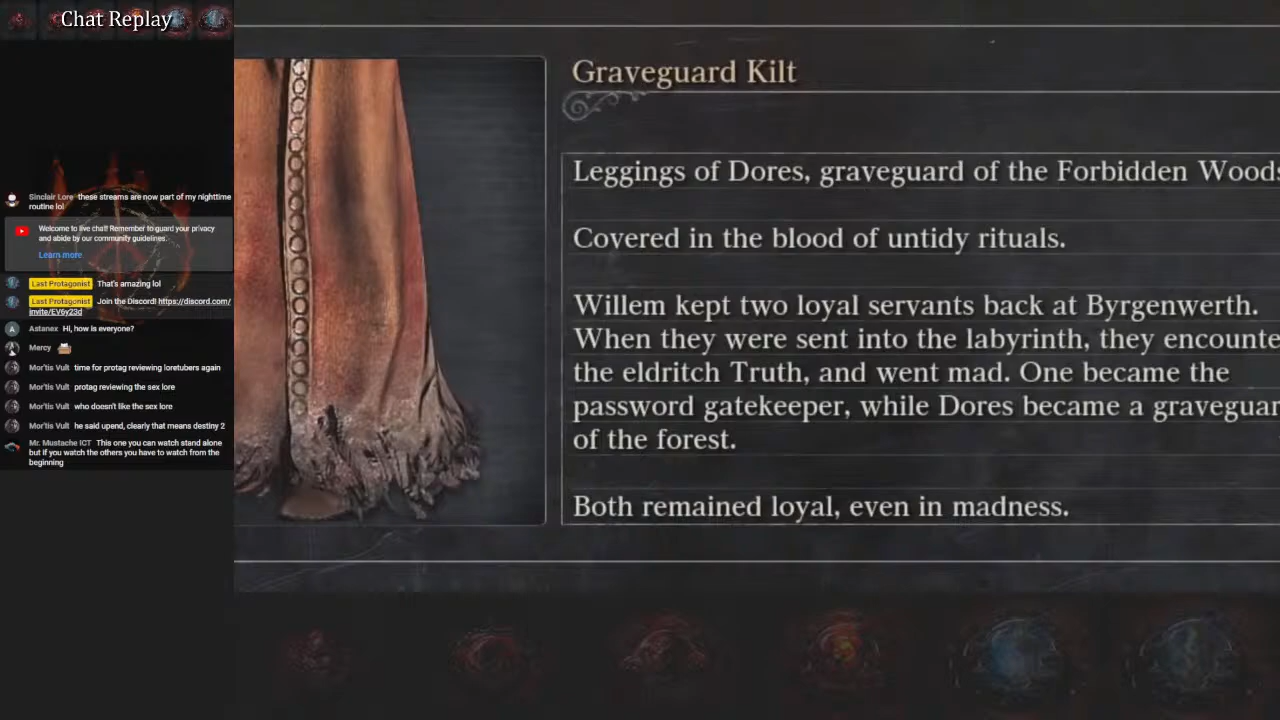 Chat Replay
Sinclair Lore these streams are now part of my nighttime
routine lol
Welcome to live chat! Remember to guard your privacy
and abide by our community guidelines.
Learn more
Last Protagonist That's amazing lol
Last Protagonist Join the Discord! https://discord.com/
invite/EV6y23d
A Astanex Hi, how is everyone?
Mercy
Mor'tis Vult time for protag reviewing loretubers again
Mor'tis Vult protag reviewing the sex lore
Mor'tis Vult who doesn't like the sex lore
Mor'tis Vult he said upend, clearly that means destiny 2
Mr. Mustache ICT This one you can watch stand alone
but if you watch the others you have to watch from the
beginning
Graveguard Kilt
Leggings of Dores, graveguard of the Forbidden Woods
Covered in the blood of untidy rituals.
Willem kept two loyal servants back at Byrgenwerth.
When they were sent into the labyrinth, they encounte
the eldritch Truth, and went mad. One became the
password gatekeeper, while Dores became a graveguar
of the forest.
Both remained loyal, even in madness.